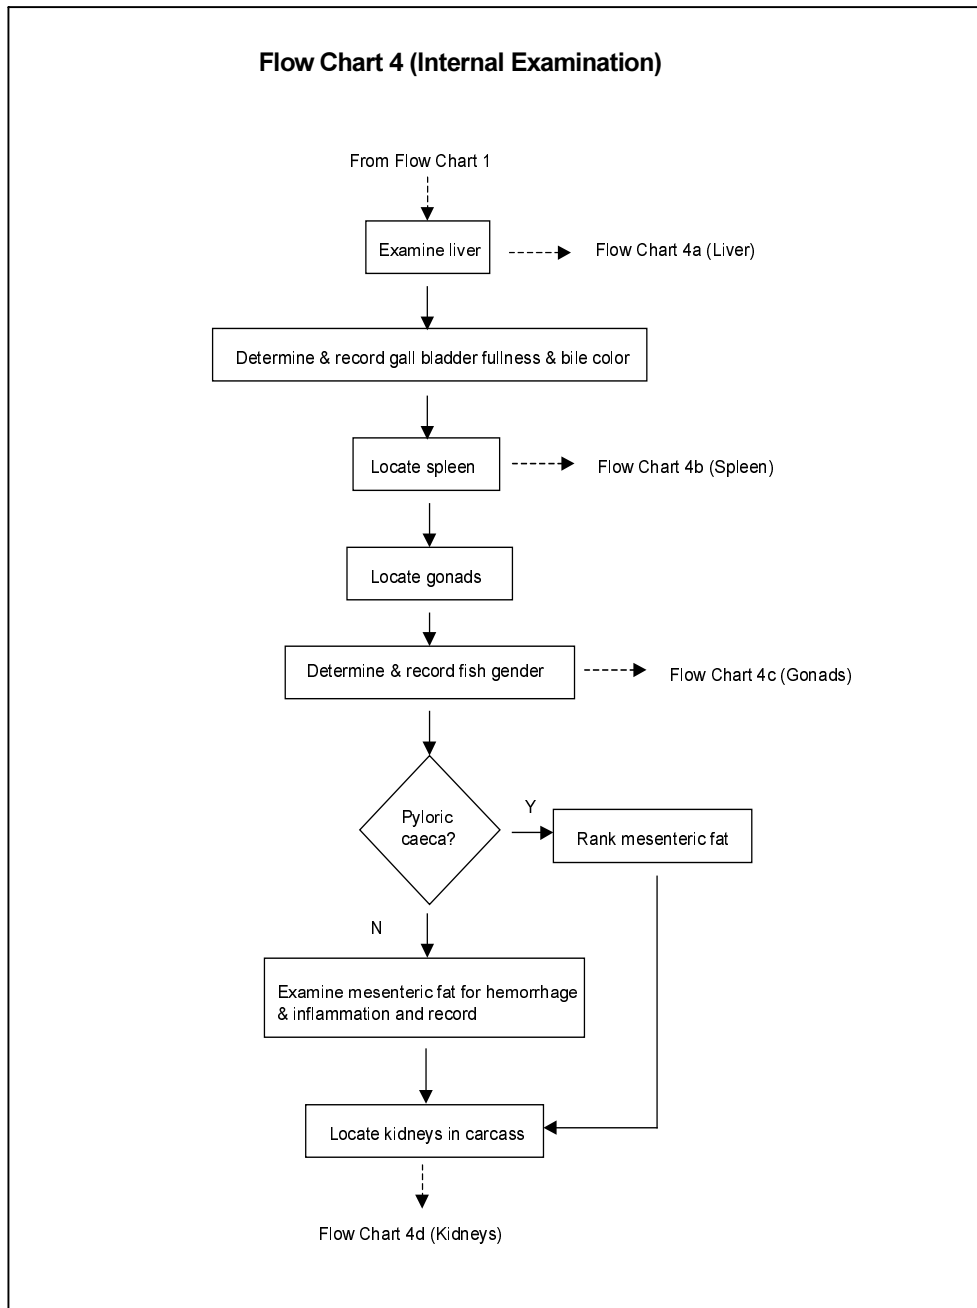 Flow Chart 4 (Internal Examination)
From Flow Chart 1
Examine liver
Flow Chart 4a (Liver)
Determine & record gall bladder fullness & bile color
Locate spleen
Flow Chart 4b (Spleen)
Locate gonads
Determine & record fish gender
Flow Chart 4c (Gonads)
Pyloric
caeca?
Y
Rank mesenteric fat
N
Examine mesenteric fat for hemorrhage
& inflammation and record
Locate kidneys in carcass
Flow Chart 4d (Kidneys)